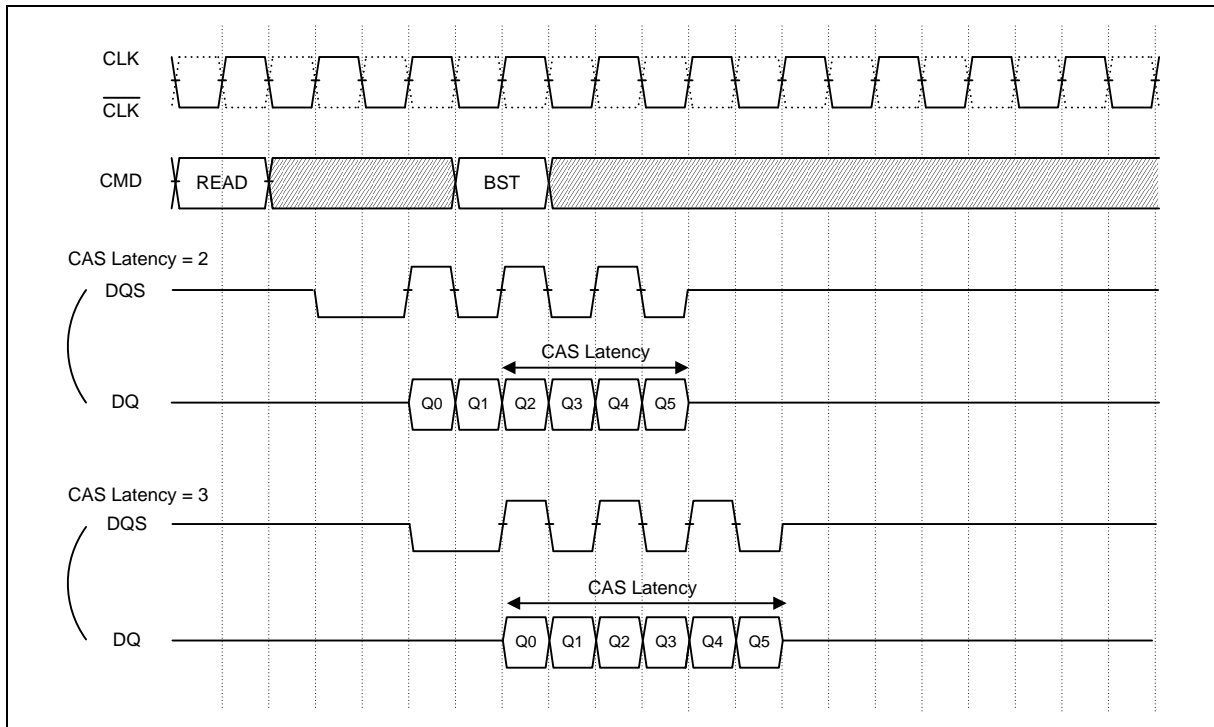 CLK
CLK
CMD READ BST
CAS Latency = 2
DQS
CAS Latency
DQ Q0 Q1 Q2 Q3 Q4 Q5
CAS Latency = 3
DQS
CAS Latency
DQ Q0 Q1 Q2 Q3 Q4 Q5